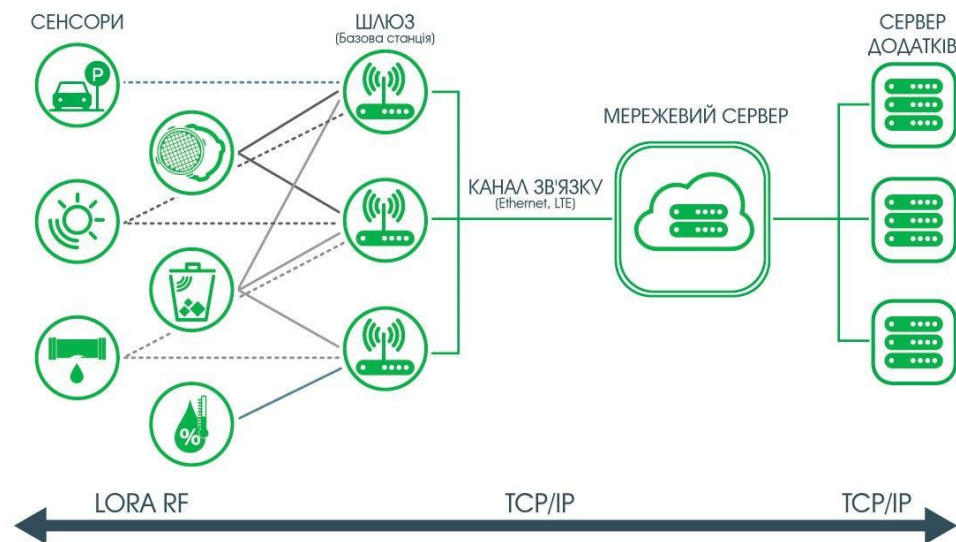 СЕНСОРИ
ШЛЮЗ
(Базова станція)
СЕРВЕР
ДОДАТКІВ
P
МЕРЕЖЕВИЙ СЕРВЕР
КАНАЛ ЗВ'ЯЗКУ
(Ethernet, LTE)
%
LORA RF
TCP/IP
TCP/IP